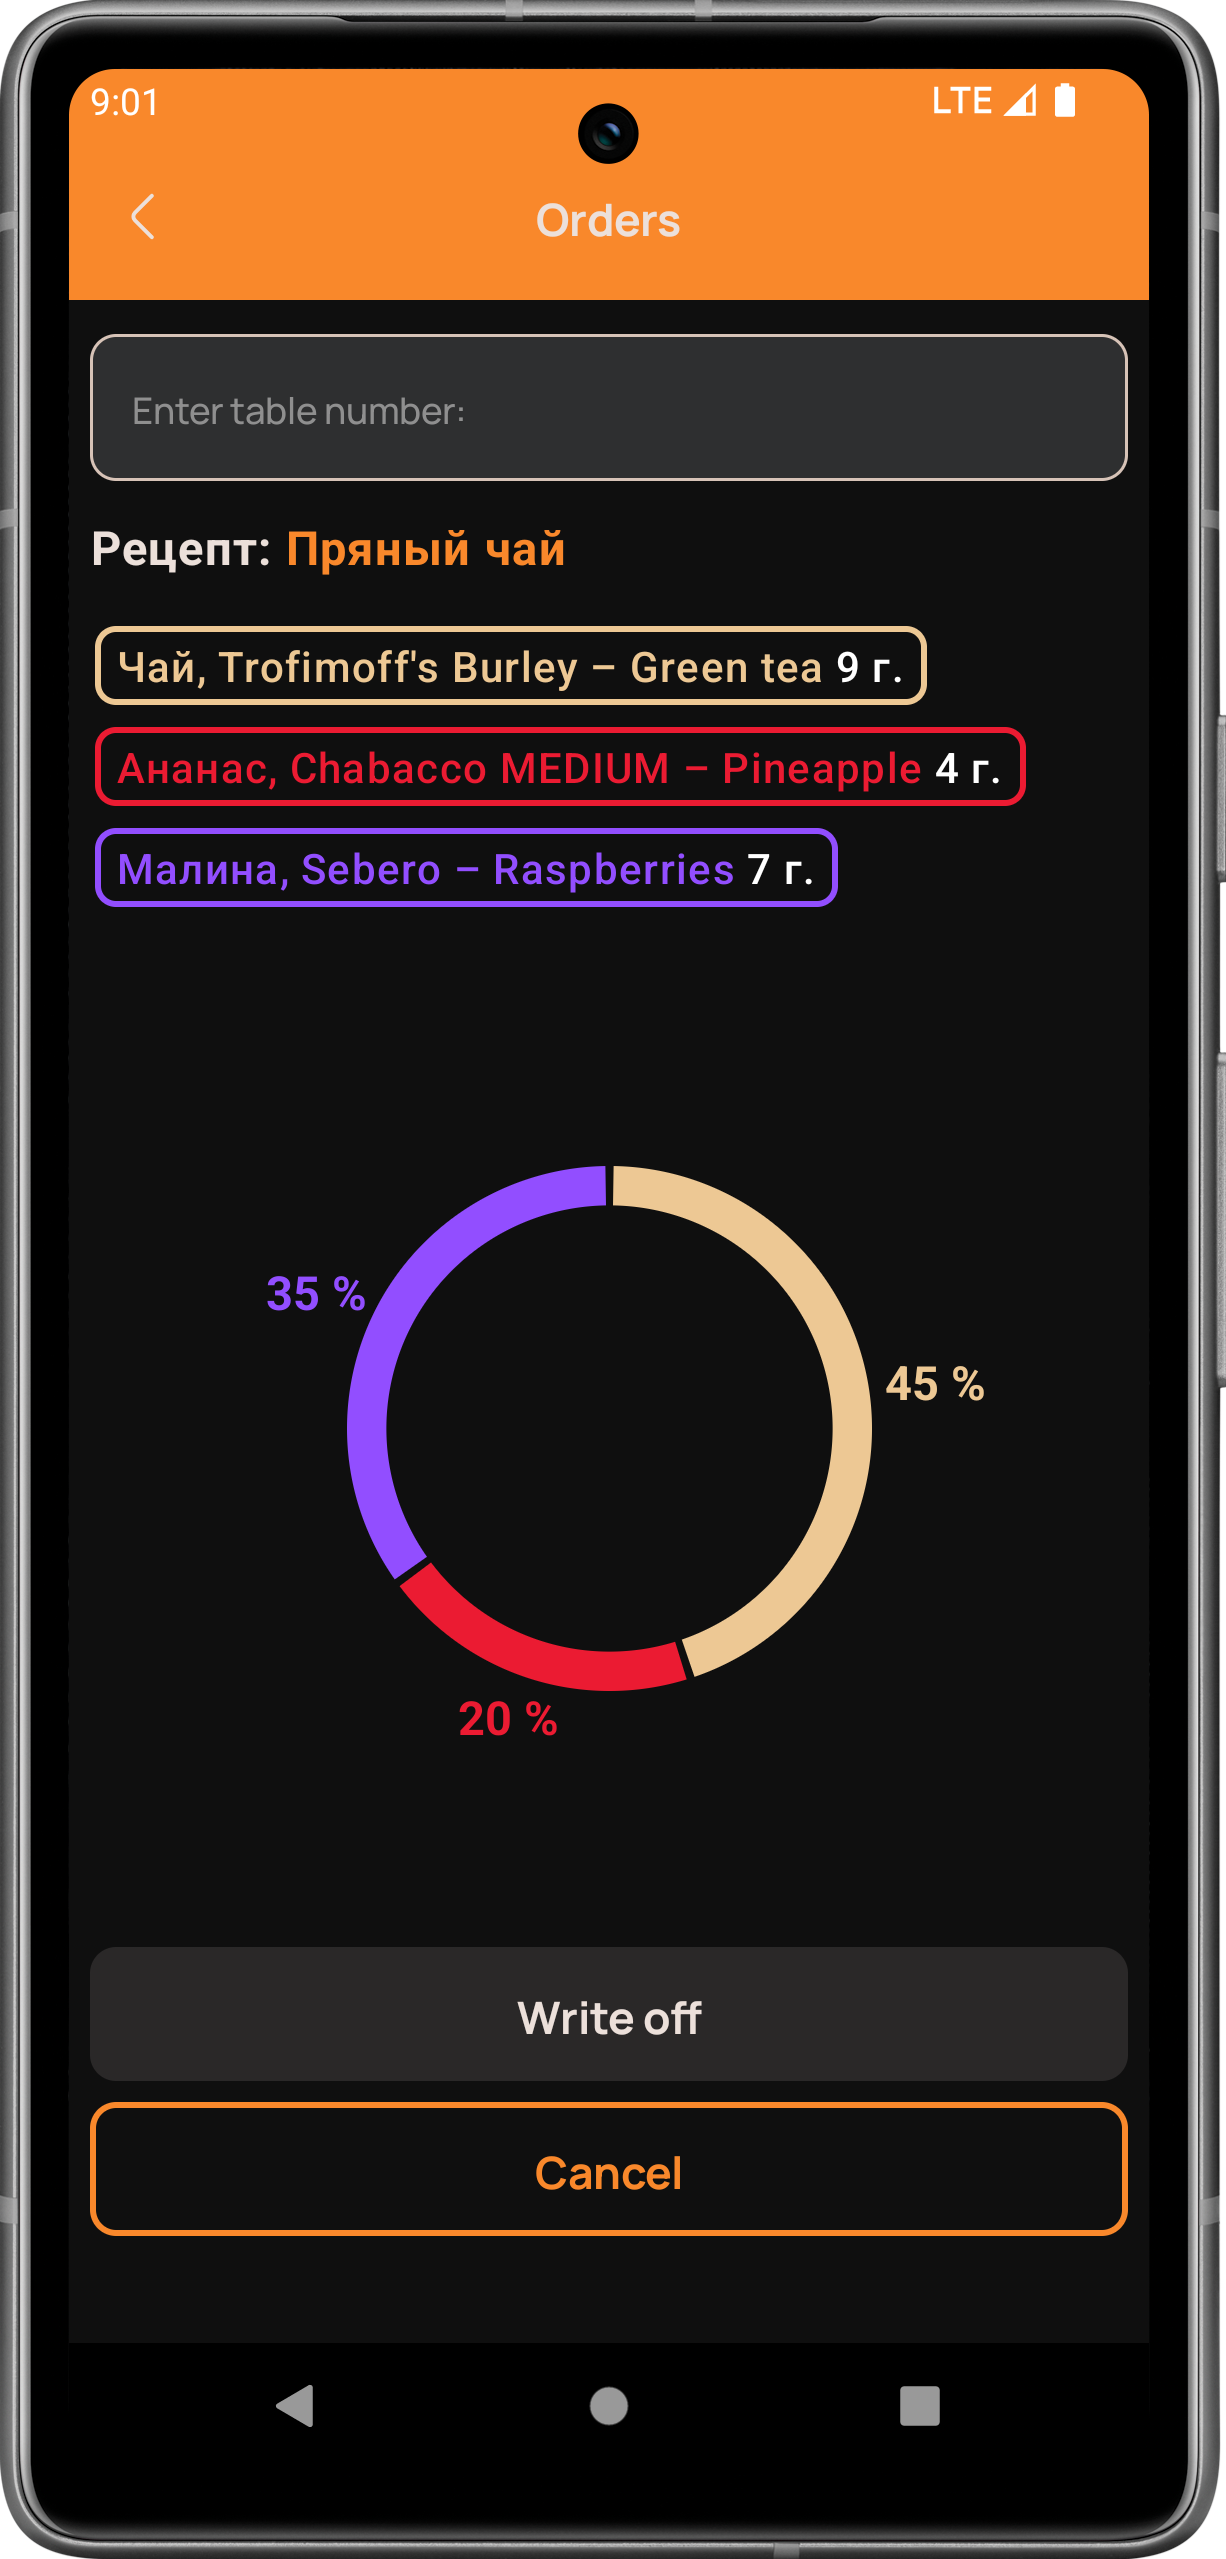 9:01 LTE
Orders
Enter table number:
Рецепт: Пряный чай
Чай, Trofimoff's Burley – Green tea 9 г.
Ананас, Chabacco MEDIUM – Pineapple 4 г.
Малина, Sebero – Raspberries 7 г.
35 %
45 %
20 %
Write off
Cancel